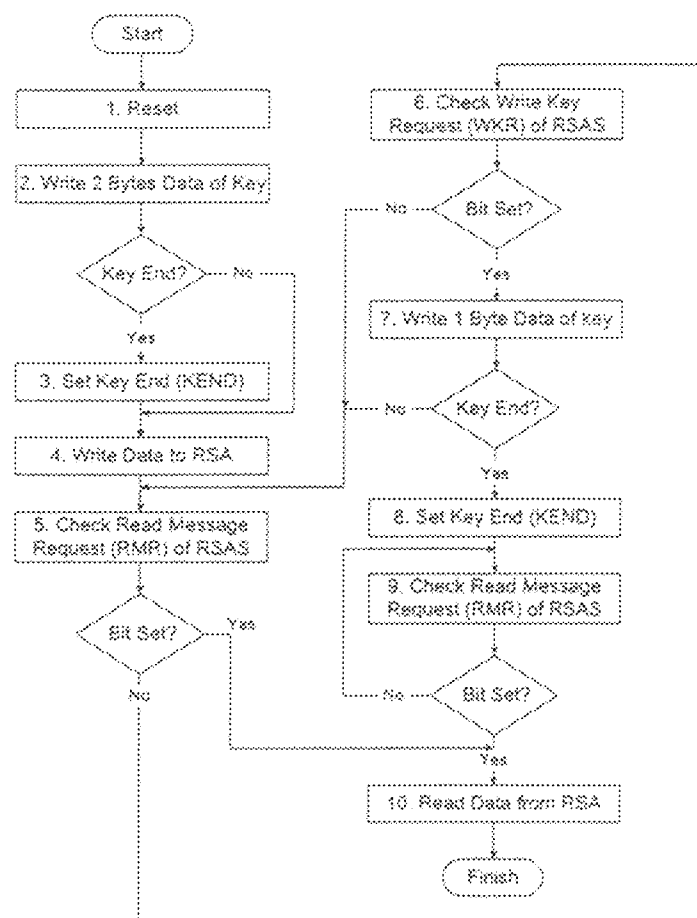 Start
1. Reset
2. Write 2 Bytes Data of Key
Key End?
No
Yes
3. Set Key End (KEND)
4. Write Data to RSA
5. Check Read Message
Request (RMR) of RSAS
Bit Set?
Yes
No
6. Check Write Key
Request (WKR) of RSAS
No
Bit Set?
Yes
7. Write 1 Byte Data of key
No
Key End?
Yes
8. Set Key End (KEND)
9. Check Read Message
Request (RMR) of RSAS
No
Bit Set?
Yes
10. Read Data from RSA
Finish